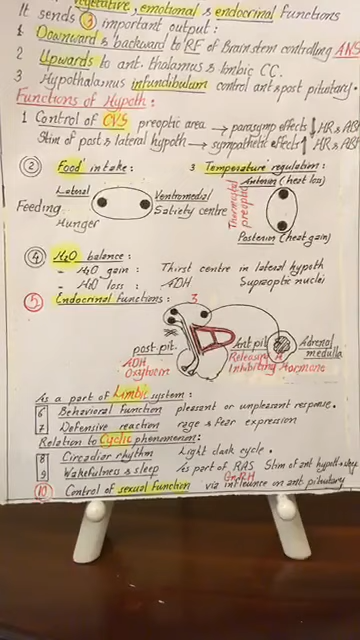 vegetative, emotional & endocrinal Functions
It sends 3 important output:
1 Downward & backward to RF of Brainstem controlling ANS
2 Upwards to ant. thalamus & limbic CC.
3 Hypothalamus infundibulum control ant & post pituitary.
Functions of Hypoth:
1 Control of CVS preoptic area → parasymp effects ↓ HR & ABP
Stim of post & lateral hypoth → sympathetic effects ↑ HR & ABP
2 Food intake:
Lateral
Feeding
Hunger
Ventromedial
Satiety centre
3 Temperature regulation:
Anterior (heat loss)
Thermostat
preoptic
Posterior (heat gain)
4 H2O balance:
- H2O gain: Thirst centre in lateral hypoth
- H2O loss: ADH Supraoptic nuclei
5 Endocrinal functions: 3
post pit.
ADH
Oxytocin
Ant pit
Releasing
Inhibiting Hormone
Adrenal
medulla
As a part of Limbic system:
6 Behavioral Function pleasant or unpleasant response.
7 Defensive reaction rage & fear expression
Relation to Cyclic phenomenon:
8 Circadian rhythm Light dark cycle.
9 Wakefulness & sleep As part of RAS Stim of ant hypoth → sleep
GnRH
10 Control of sexual function via influence on ant pituitary